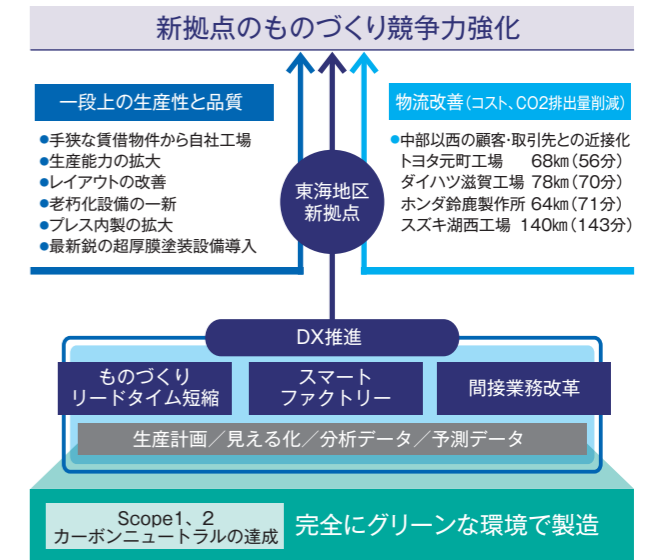 新拠点のものづくり競争力強化
一段上の生産性と品質
●手狭な賃借物件から自社工場
●生産能力の拡大
●レイアウトの改善
●老朽化設備の一新
●プレス内製の拡大
●最新鋭の超厚膜塗装設備導入
東海地区
新拠点
物流改善(コスト、CO2排出量削減)
●中部以西の顧客・取引先との近接化
トヨタ元町工場 68㎞(56分)
ダイハツ滋賀工場 78㎞(70分)
ホンダ鈴鹿製作所 64㎞(71分)
スズキ湖西工場 140㎞(143分)
DX推進
ものづくり
リードタイム短縮
スマート
ファクトリー
間接業務改革
生産計画／見える化／分析データ／予測データ
Scope1、2
カーボンニュートラルの達成
完全にグリーンな環境で製造